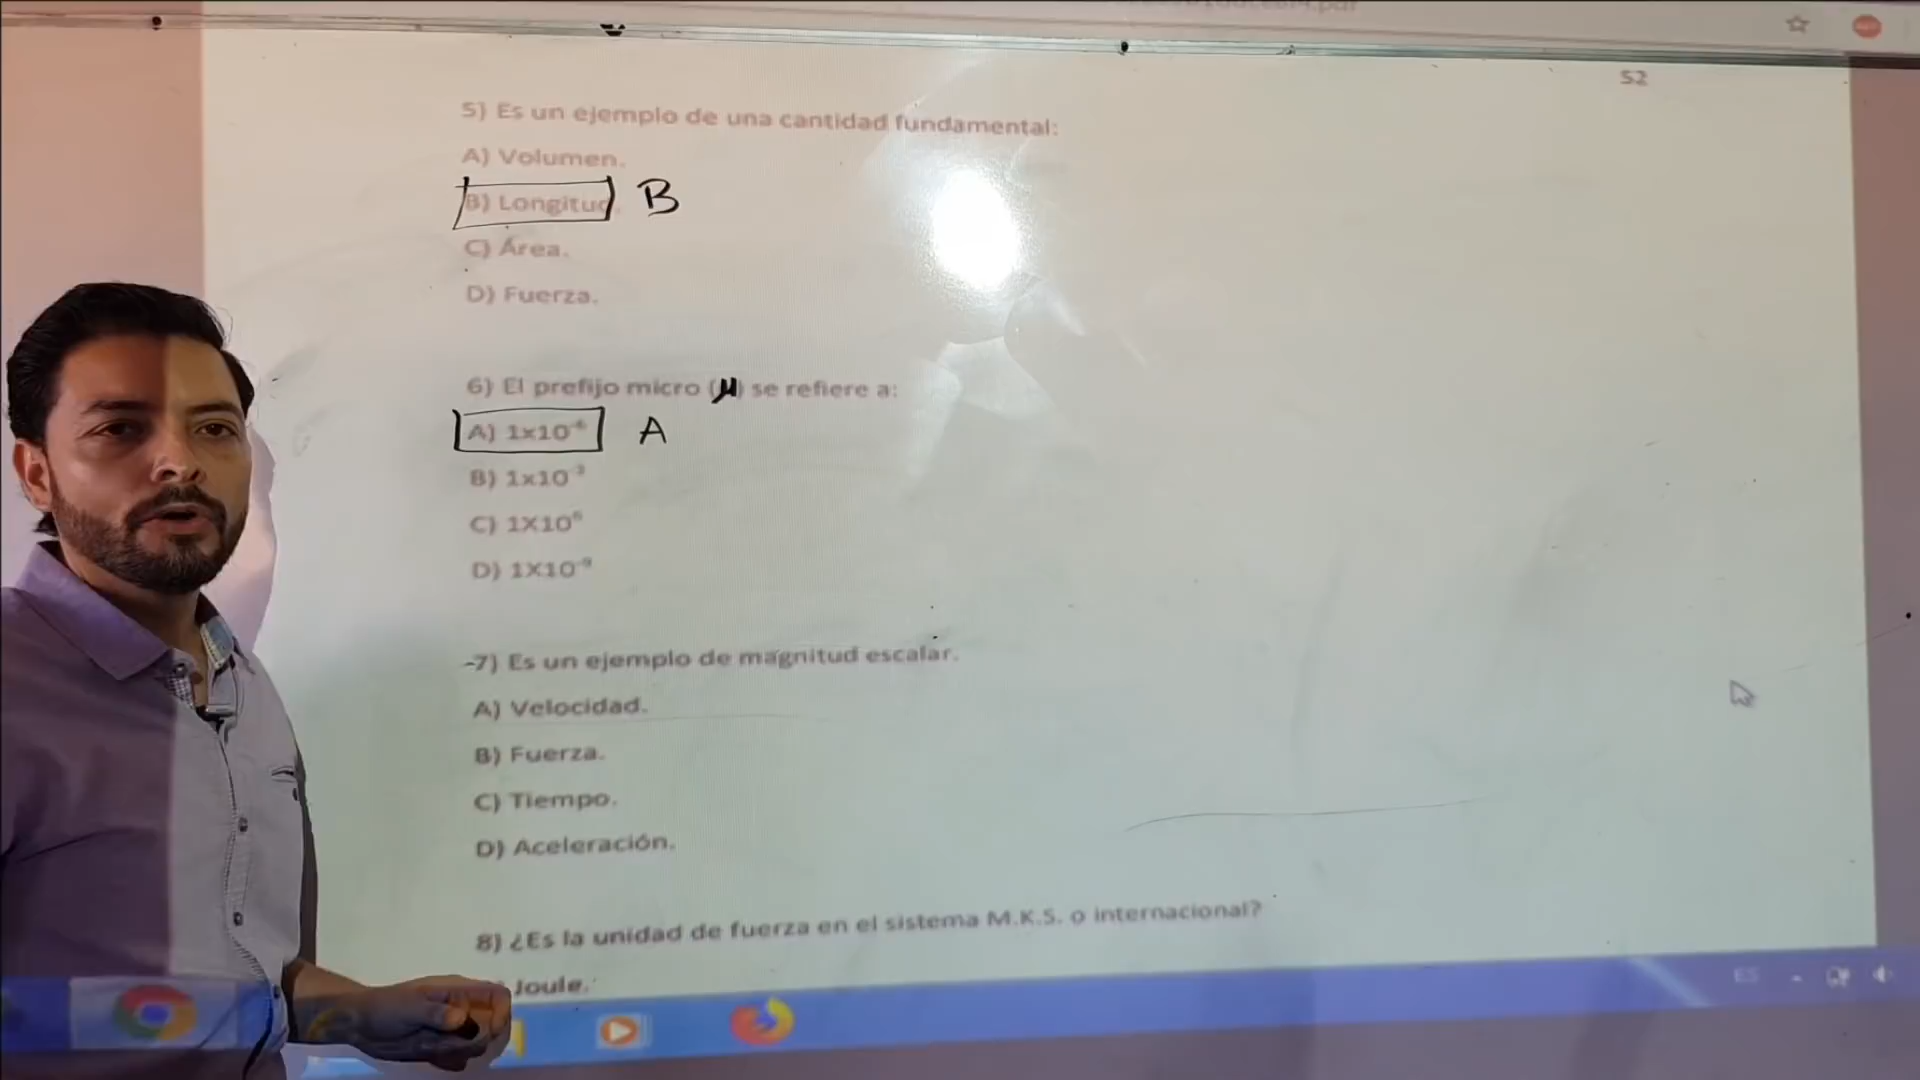 52
5) Es un ejemplo de una cantidad fundamental:
A) Volumen.
B) Longitud. B
C) Área.
D) Fuerza.
6) El prefijo micro (μ) se refiere a:
A) 1x10⁻⁶ A
B) 1x10⁻³
C) 1X10⁶
D) 1X10⁻⁹
-7) Es un ejemplo de magnitud escalar.
A) Velocidad.
B) Fuerza.
C) Tiempo.
D) Aceleración.
8) ¿Es la unidad de fuerza en el sistema M.K.S. o internacional?
Joule.
ES